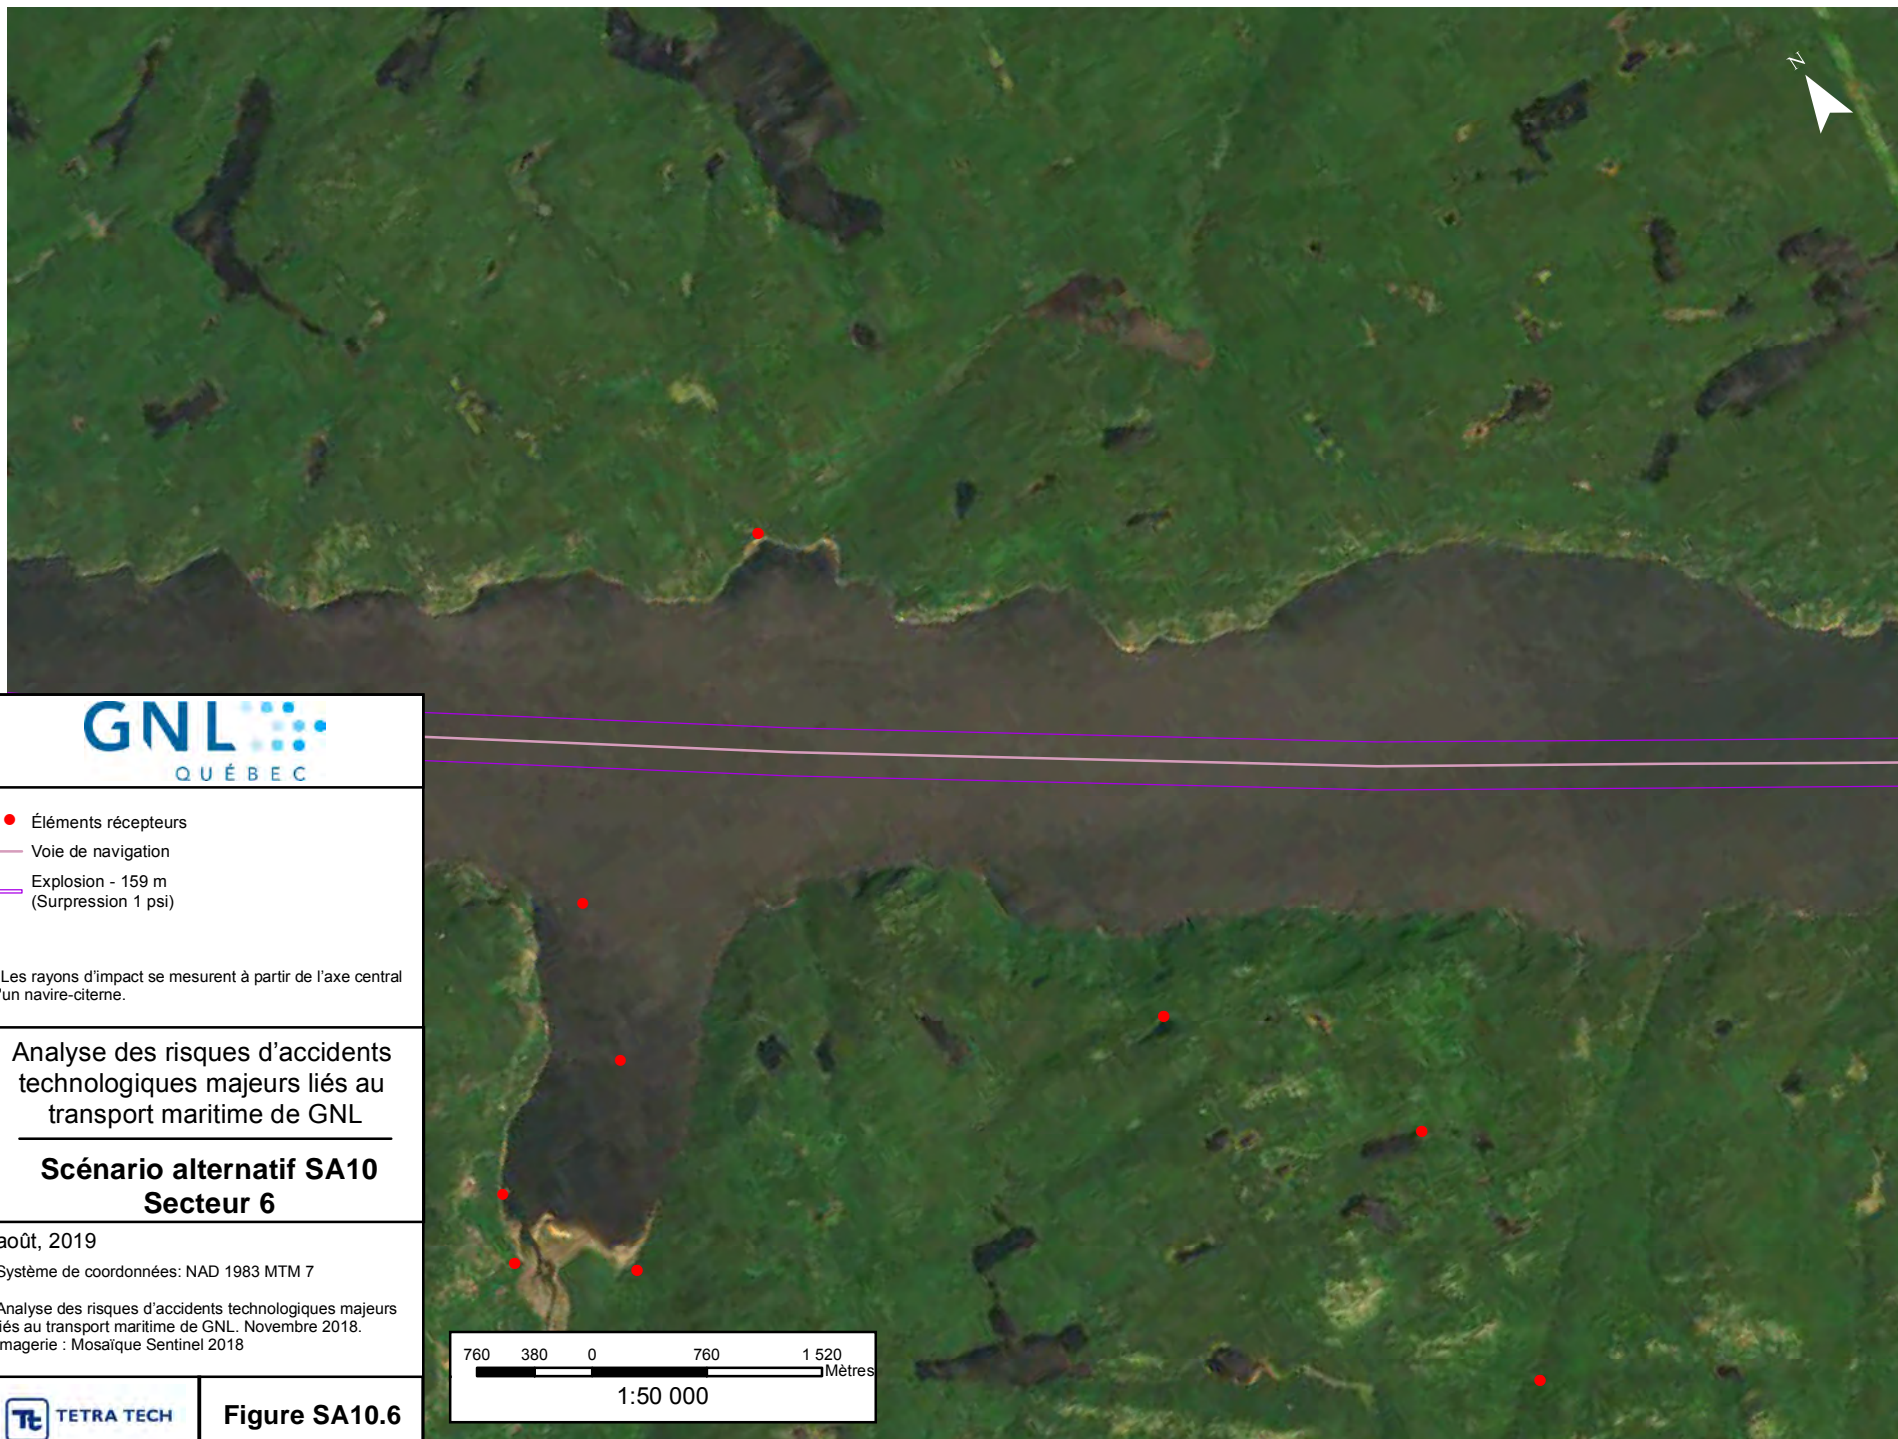 N
GNL
QUÉBEC
Éléments récepteurs
Voie de navigation
Explosion - 159 m
(Surpression 1 psi)
Les rayons d'impact se mesurent à partir de l'axe central
'un navire-citerne.
Analyse des risques d'accidents
technologiques majeurs liés au
transport maritime de GNL
Scénario alternatif SA10
Secteur 6
août, 2019
Système de coordonnées: NAD 1983 MTM 7
Analyse des risques d'accidents technologiques majeurs
iés au transport maritime de GNL. Novembre 2018.
magerie : Mosaïque Sentinel 2018
Tt TETRA TECH
Figure SA10.6
760 380 0 760 1 520
Mètres
1:50 000